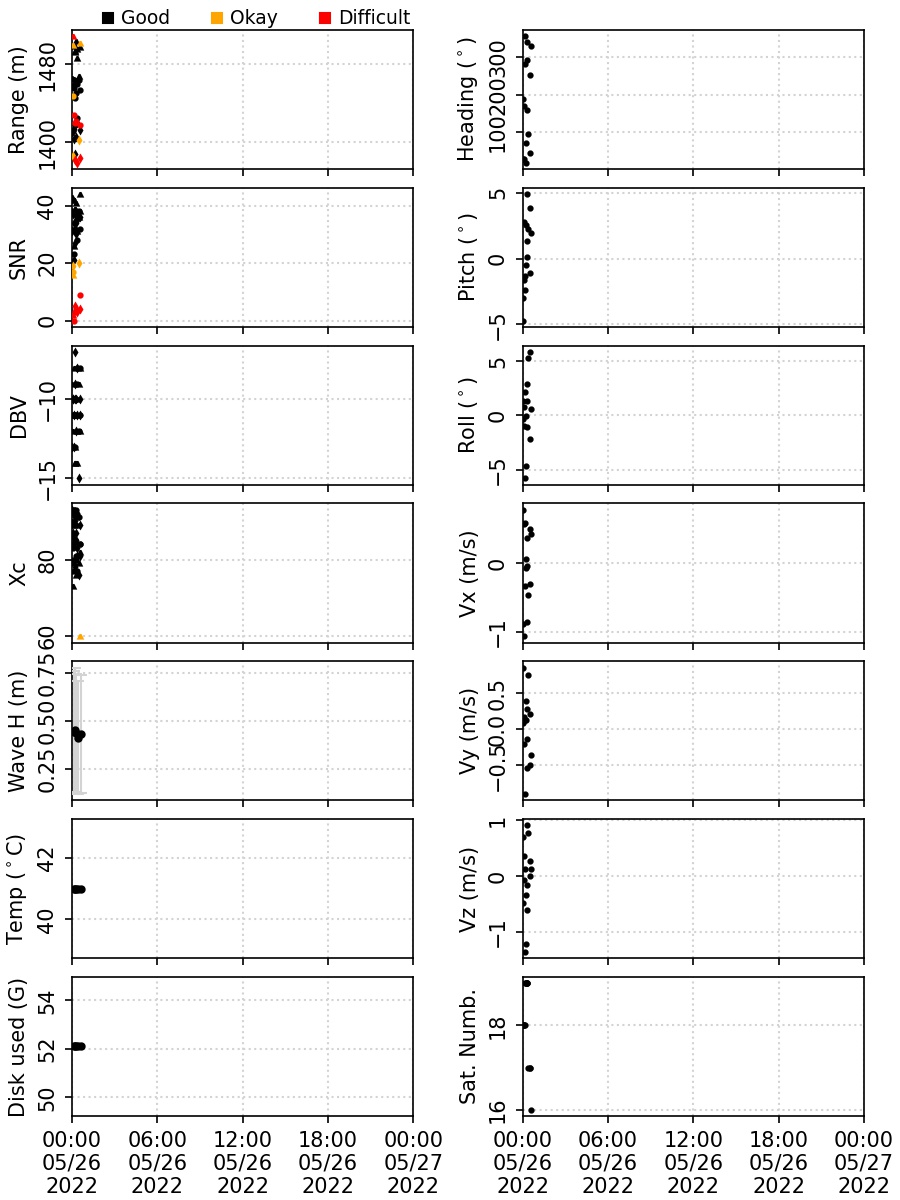 Good Okay Difficult
Range (m)
1480
1400
Heading (°)
300
200
100
SNR
40
20
0
Pitch (°)
5
0
−5
DBV
−10
−15
Roll (°)
5
0
−5
Xc
80
60
Vx (m/s)
0
−1
Wave H (m)
0.75
0.50
0.25
Vy (m/s)
0.5
0.0
−0.5
Temp (°C)
42
40
Vz (m/s)
1
0
−1
Disk used (G)
54
52
50
Sat. Numb.
18
16
00:00 06:00 12:00 18:00 00:00 00:00 06:00 12:00 18:00 00:00
05/26 05/26 05/26 05/26 05/27 05/26 05/26 05/26 05/26 05/27
2022 2022 2022 2022 2022 2022 2022 2022 2022 2022